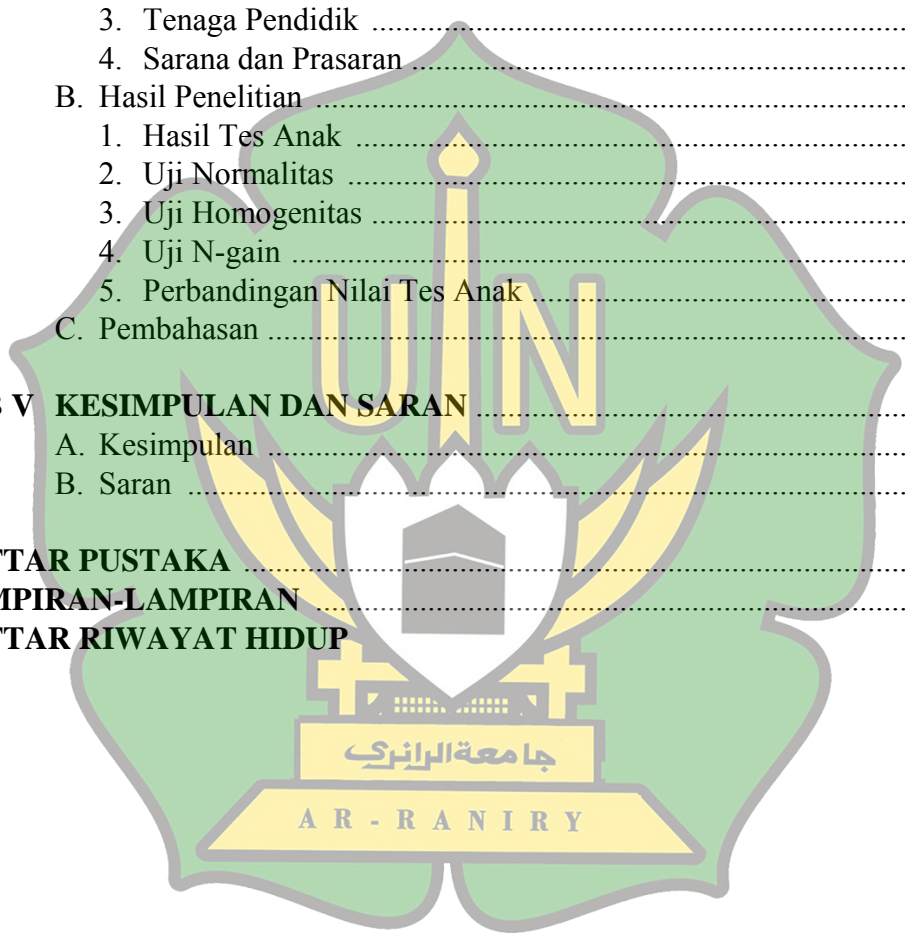 3. Tenaga Pendidik ........................................................................
4. Sarana dan Prasaran ..................................................................
B. Hasil Penelitian ................................................................................
1. Hasil Tes Anak ..........................................................................
2. Uji Normalitas ...........................................................................
3. Uji Homogenitas ........................................................................
4. Uji N-gain ..................................................................................
5. Perbandingan Nilai Tes Anak ....................................................
C. Pembahasan ......................................................................................
UIN
V KESIMPULAN DAN SARAN .........................................................
A. Kesimpulan ......................................................................................
B. Saran ................................................................................................
TAR PUSTAKA ....................................................................................
MPIRAN-LAMPIRAN ..........................................................................
TAR RIWAYAT HIDUP
جامعةالرانري
AR-RANIRY